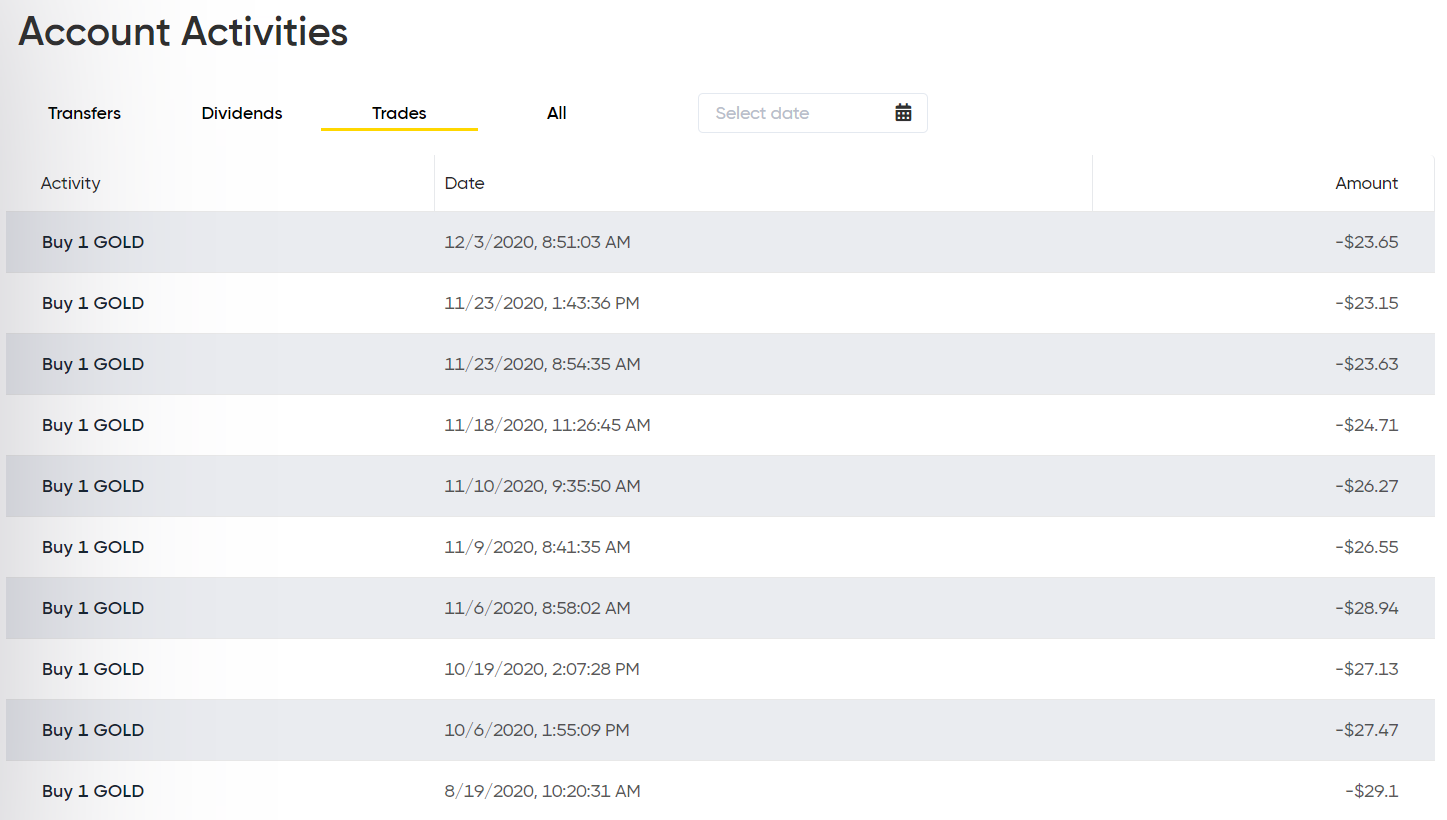 Account Activities
Transfers Dividends Trades All Select date
Activity Date Amount
Buy 1 GOLD 12/3/2020, 8:51:03 AM -$23.65
Buy 1 GOLD 11/23/2020, 1:43:36 PM -$23.15
Buy 1 GOLD 11/23/2020, 8:54:35 AM -$23.63
Buy 1 GOLD 11/18/2020, 11:26:45 AM -$24.71
Buy 1 GOLD 11/10/2020, 9:35:50 AM -$26.27
Buy 1 GOLD 11/9/2020, 8:41:35 AM -$26.55
Buy 1 GOLD 11/6/2020, 8:58:02 AM -$28.94
Buy 1 GOLD 10/19/2020, 2:07:28 PM -$27.13
Buy 1 GOLD 10/6/2020, 1:55:09 PM -$27.47
Buy 1 GOLD 8/19/2020, 10:20:31 AM -$29.1